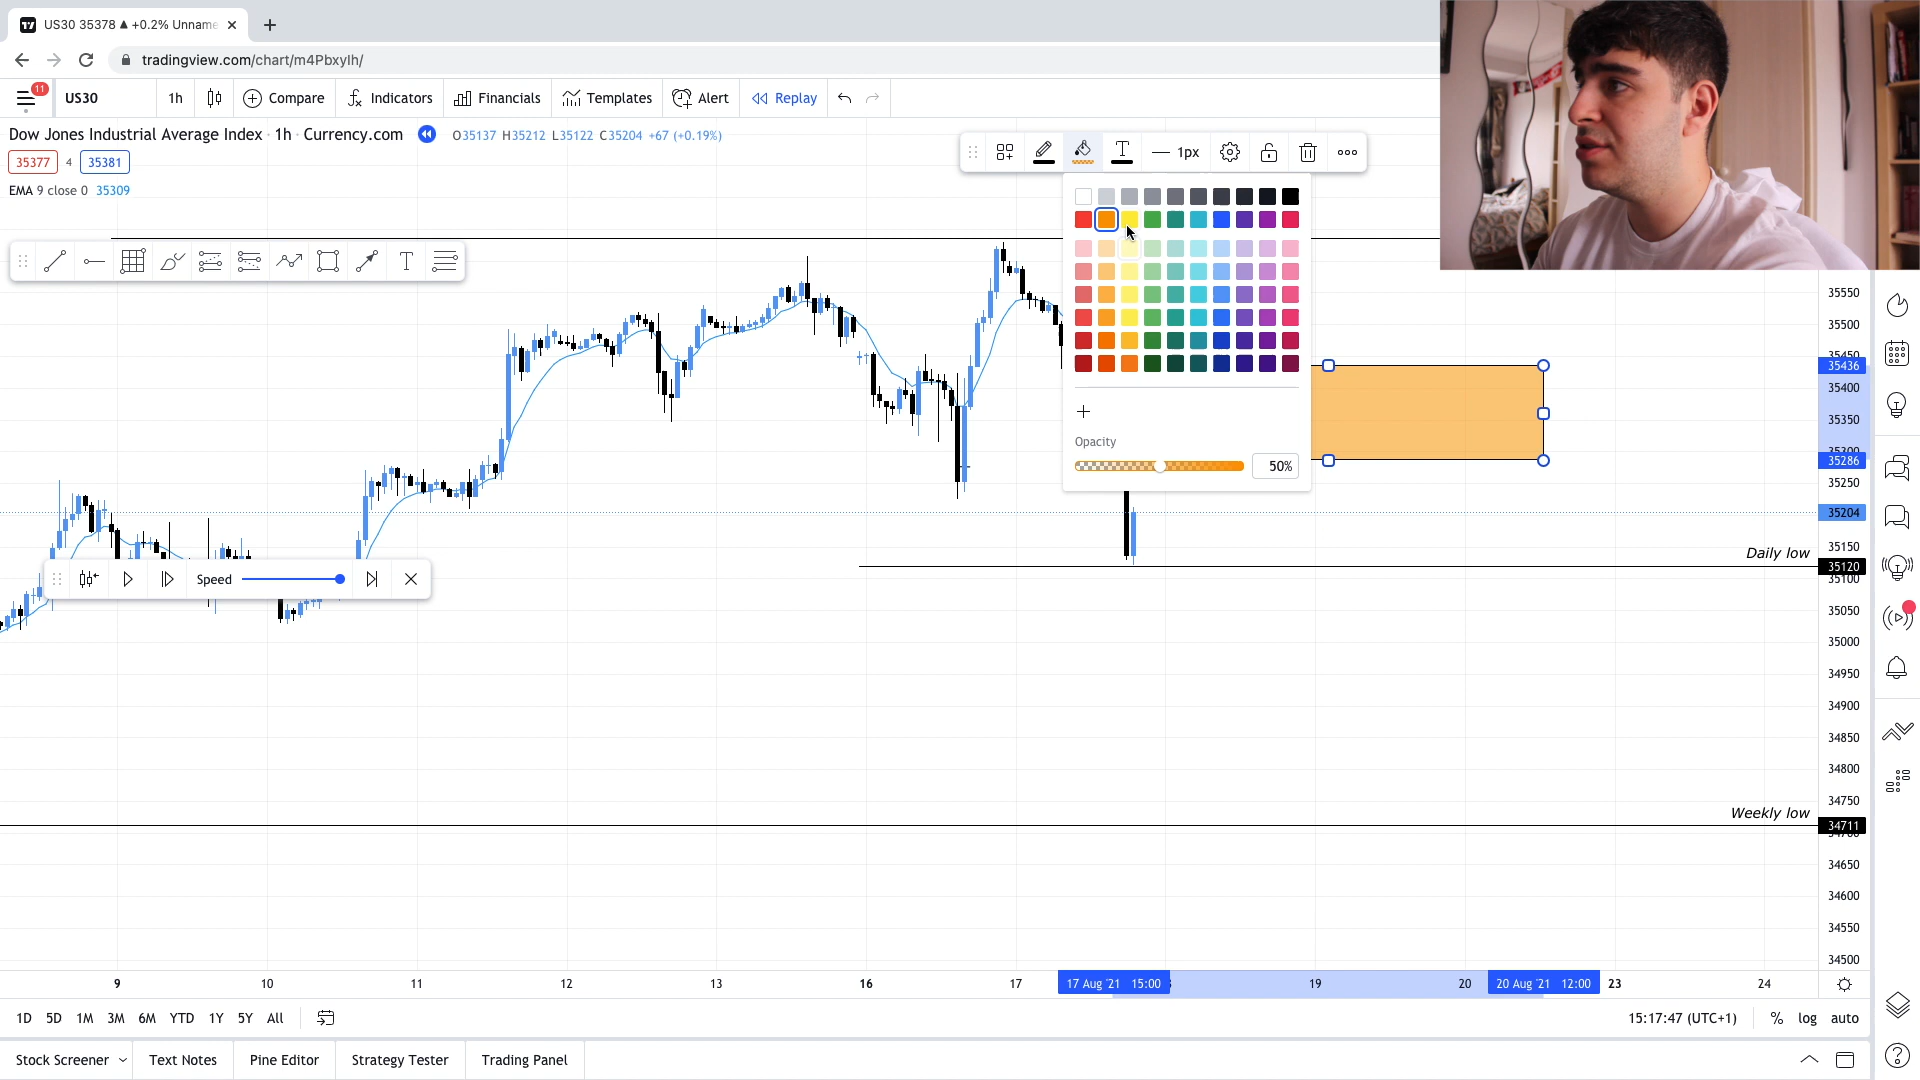 US30 35378 ▲ +0.2% Unname
tradingview.com/chart/m4PbxyIh/
11
US30
1h
Compare
Indicators
Financials
Templates
Alert
Replay
Dow Jones Industrial Average Index · 1h · Currency.com
O35137 H35212 L35122 C35204 +67 (+0.19%)
35377 4 35381
EMA 9 close 0 35309
1px
Opacity
50%
Speed
Daily low
Weekly low
35550
35500
35450
35436
35400
35350
35300
35286
35250
35204
35150
35120
35100
35050
35000
34950
34900
34850
34800
34750
34711
34700
34650
34600
34550
34500
9 10 11 12 13 16 17 17 Aug '21 15:00 19 20 20 Aug '21 12:00 23 24
1D 5D 1M 3M 6M YTD 1Y 5Y All
15:17:47 (UTC+1) % log auto
Stock Screener Text Notes Pine Editor Strategy Tester Trading Panel